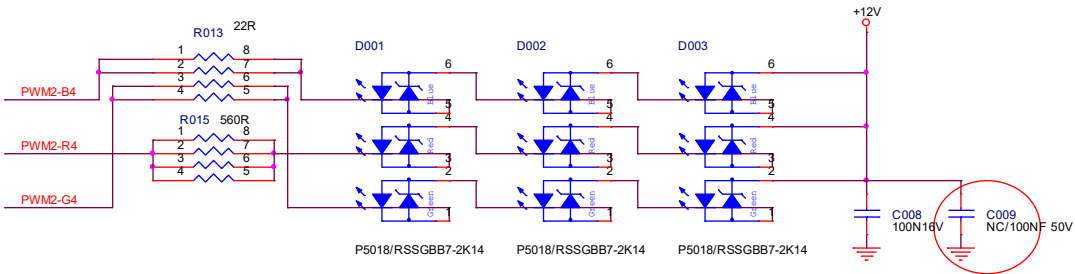 +12V
R013 22R
D001 D002 D003
1 8
2 7
3 6
4 5
6 6 6
Blue Blue Blue
PWM2-B4
5 5 5
4 4 4
R015 560R
1 8
2 7
3 6
4 5
Red Red Red
PWM2-R4
3 3 3
2 2 2
Green Green Green
PWM2-G4
1 1 1
C008
100N16V
C009
NC/100NF 50V
P5018/RSSGBB7-2K14 P5018/RSSGBB7-2K14 P5018/RSSGBB7-2K14